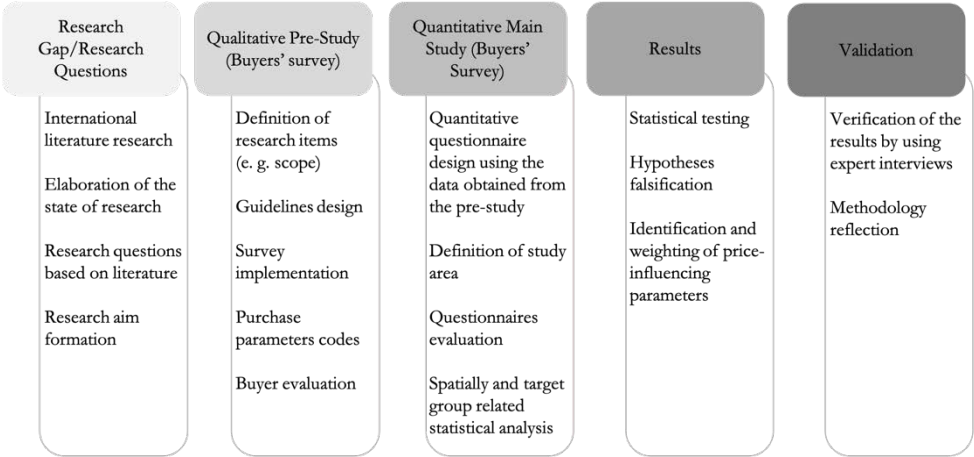 Research
Gap/Research
Questions
International
literature research
Elaboration of the
state of research
Research questions
based on literature
Research aim
formation
Qualitative Pre-Study
(Buyers' survey)
Definition of
research items
(e. g. scope)
Guidelines design
Survey
implementation
Purchase
parameters codes
Buyer evaluation
Quantitative Main
Study (Buyers'
Survey)
Quantitative
questionnaire
design using the
data obtained from
the pre-study
Definition of study
area
Questionnaires
evaluation
Spatially and target
group related
statistical analysis
Results
Statistical testing
Hypotheses
falsification
Identification and
weighting of price-
influencing
parameters
Validation
Verification of the
results by using
expert interviews
Methodology
reflection